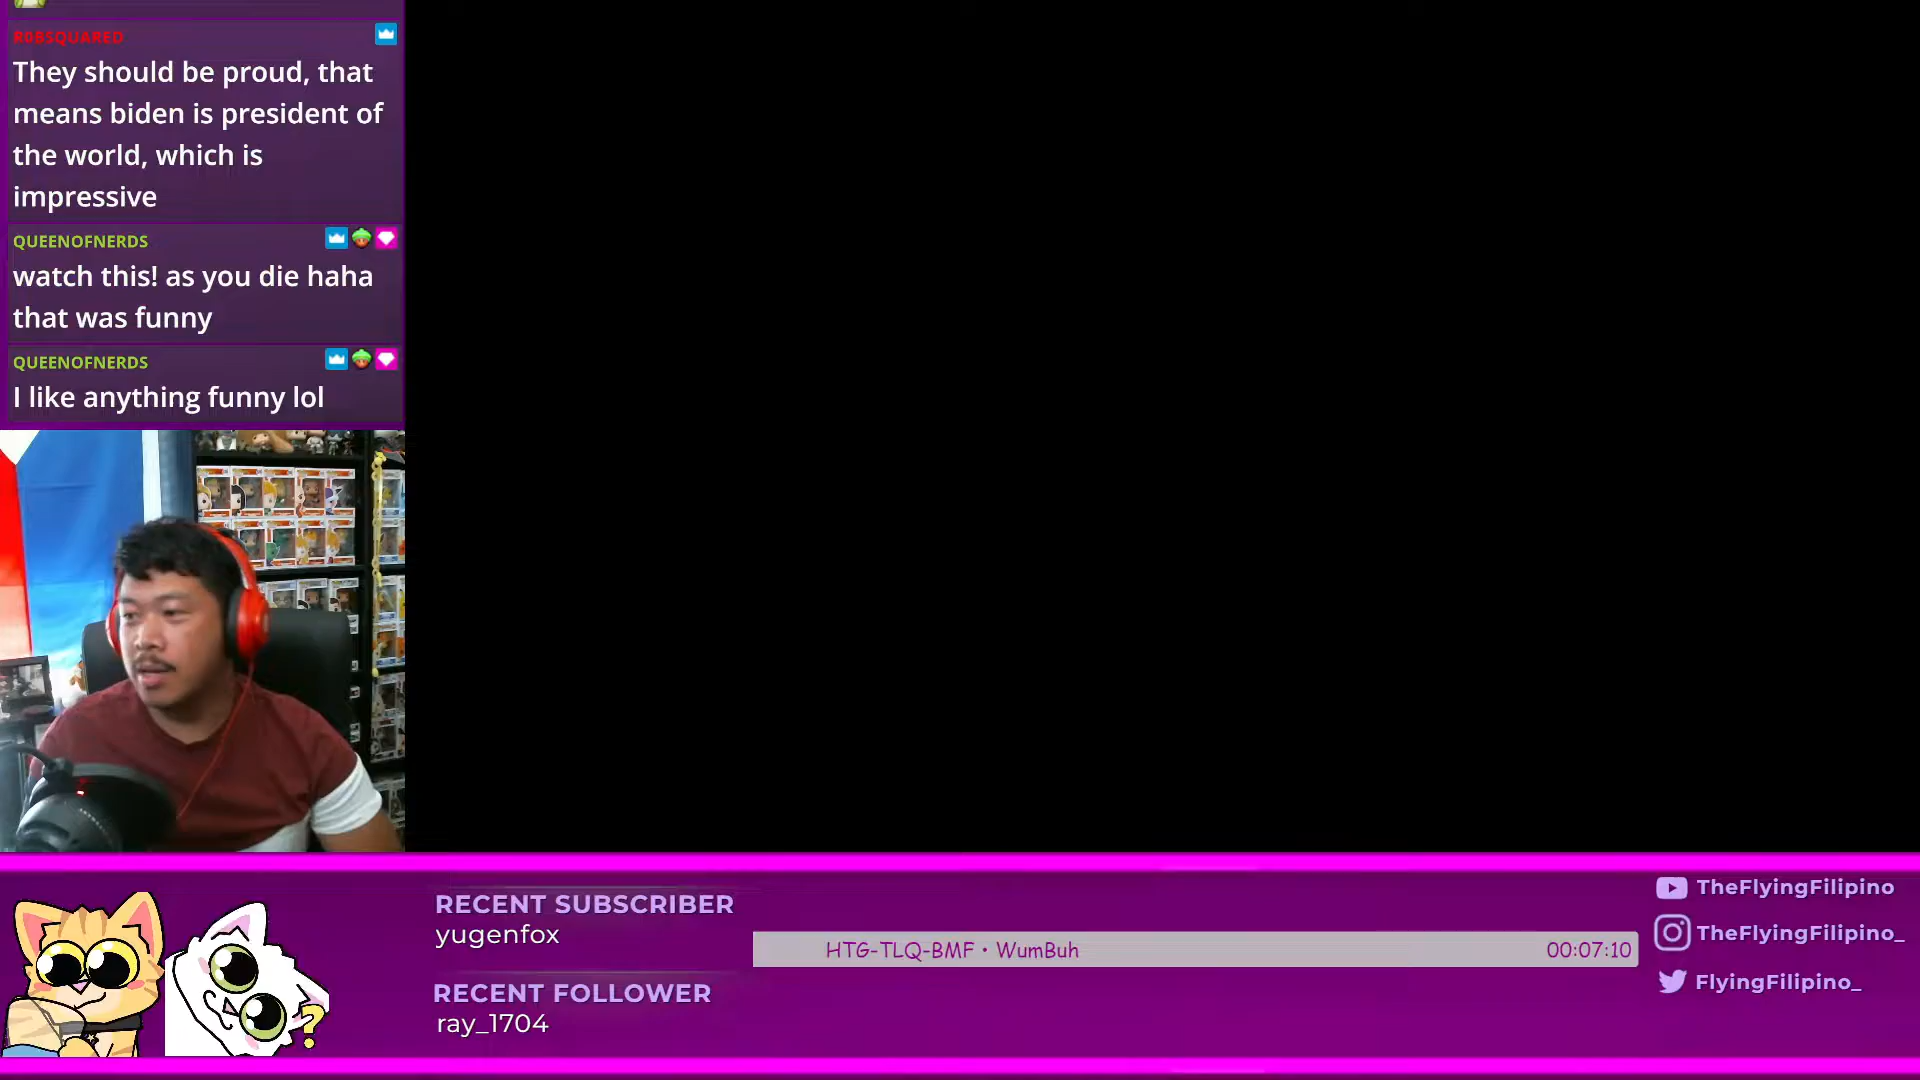 R0BSQUARED
They should be proud, that
means biden is president of
the world, which is
impressive
QUEENOFNERDS
watch this! as you die haha
that was funny
QUEENOFNERDS
I like anything funny lol
RECENT SUBSCRIBER
yugenfox
HTG-TLQ-BMF • WumBuh 00:07:10
RECENT FOLLOWER
ray_1704
TheFlyingFilipino
TheFlyingFilipino_
FlyingFilipino_
?